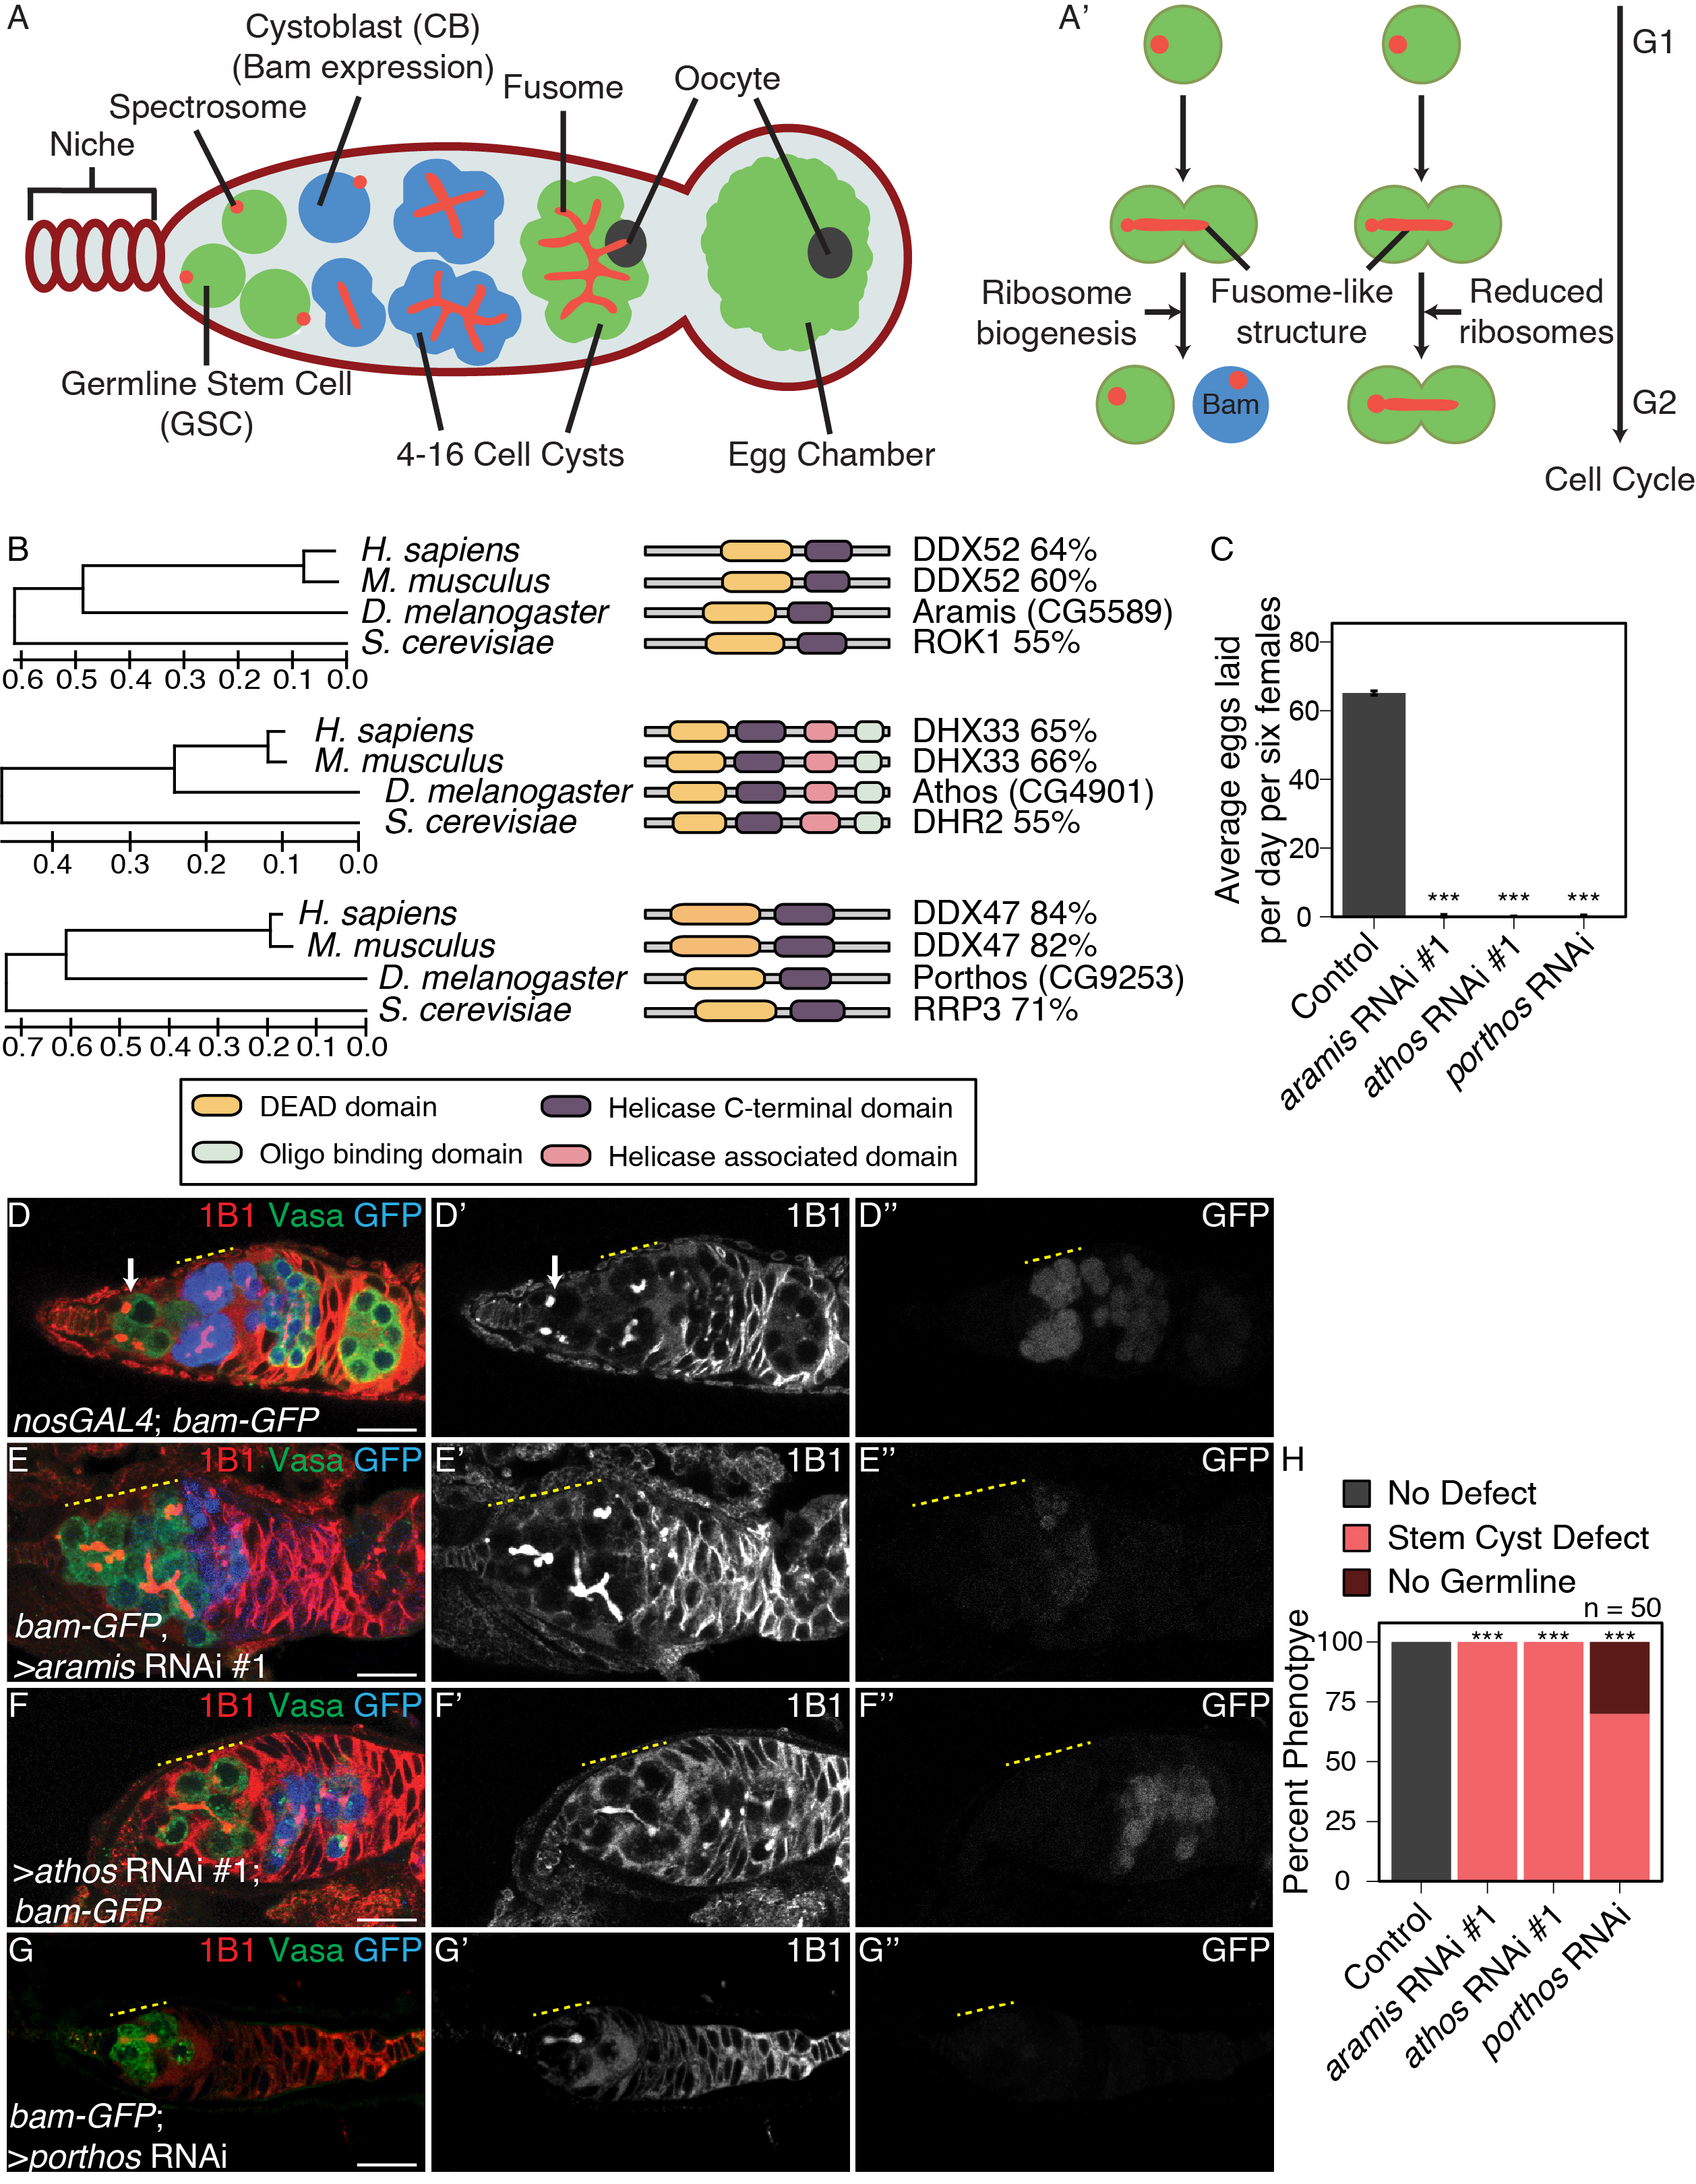 A
Cystoblast (CB)
(Bam expression)
Fusome
Oocyte
Spectrosome
Niche
Germline Stem Cell
(GSC)
4-16 Cell Cysts
Egg Chamber
A’
G1
Ribosome
biogenesis
Fusome-like
structure
Reduced
ribosomes
Bam
G2
Cell Cycle
B
H. sapiens DDX52 64%
M. musculus DDX52 60%
D. melanogaster Aramis (CG5589)
S. cerevisiae ROK1 55%
0.6 0.5 0.4 0.3 0.2 0.1 0.0
H. sapiens DHX33 65%
M. musculus DHX33 66%
D. melanogaster Athos (CG4901)
S. cerevisiae DHR2 55%
0.4 0.3 0.2 0.1 0.0
H. sapiens DDX47 84%
M. musculus DDX47 82%
D. melanogaster Porthos (CG9253)
S. cerevisiae RRP3 71%
0.7 0.6 0.5 0.4 0.3 0.2 0.1 0.0
DEAD domain
Helicase C-terminal domain
Oligo binding domain
Helicase associated domain
C
Average eggs laid
per day per six females
80
60
40
20
0
*** *** ***
Control
aramis RNAi #1
athos RNAi #1
porthos RNAi
D 1B1 Vasa GFP
nosGAL4; bam-GFP
D’ 1B1
D’’ GFP
E 1B1 Vasa GFP
bam-GFP,
>aramis RNAi #1
E’ 1B1
E’’ GFP
F 1B1 Vasa GFP
>athos RNAi #1;
bam-GFP
F’ 1B1
F’’ GFP
G 1B1 Vasa GFP
bam-GFP;
>porthos RNAi
G’ 1B1
G’’ GFP
H
No Defect
Stem Cyst Defect
No Germline
n = 50
Percent Phenotpye
100
75
50
25
0
*** *** ***
Control
aramis RNAi #1
athos RNAi #1
porthos RNAi